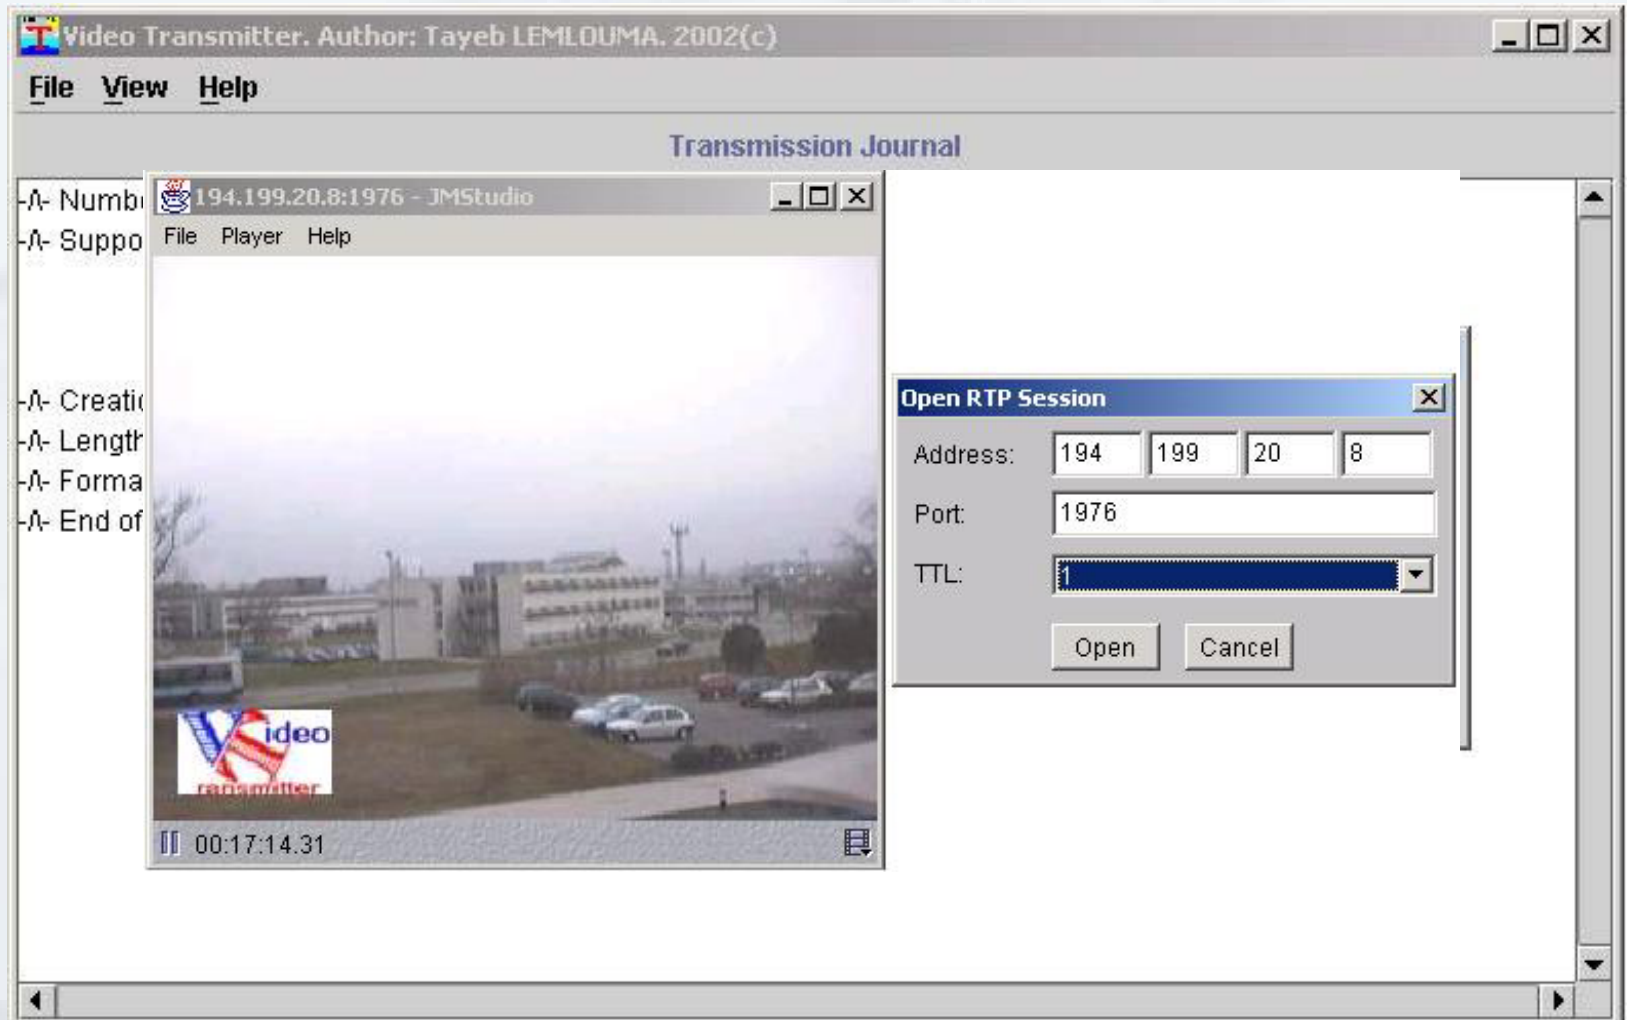 Video Transmitter. Author: Tayeb LEMLOUMA. 2002(c)
File View Help
Transmission Journal
-Λ- Numb
-Λ- Suppo
-Λ- Creati
-Λ- Length
-Λ- Forma
-Λ- End of
194.199.20.8:1976 - JMStudio
File Player Help
Video
ransmitter
00:17:14.31
Open RTP Session
Address: 194 199 20 8
Port: 1976
TTL: 1
Open Cancel